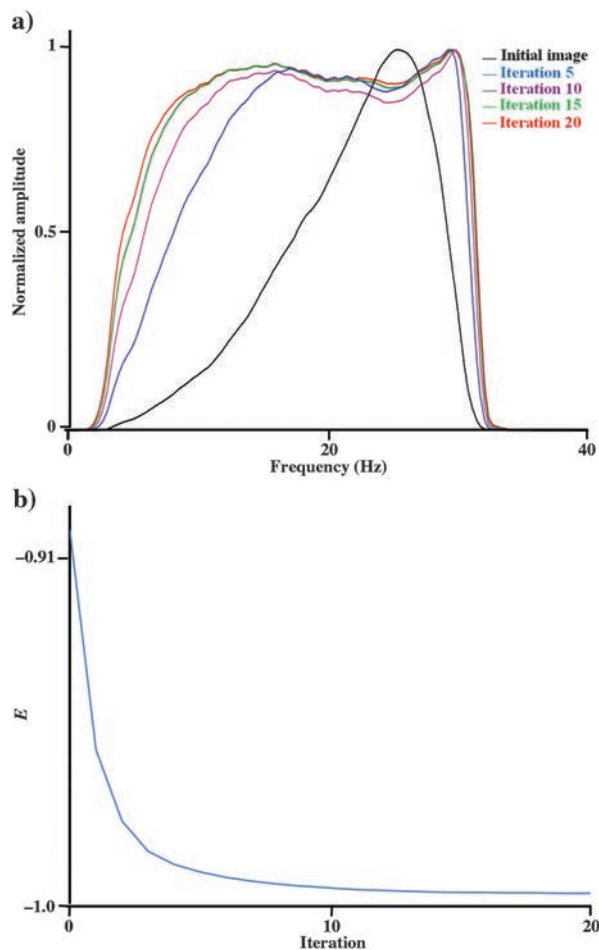 a)
1
0.5
0
Normalized amplitude
Initial image
Iteration 5
Iteration 10
Iteration 15
Iteration 20
0
20
40
Frequency (Hz)
b)
−0.91
E
−1.0
0
10
20
Iteration